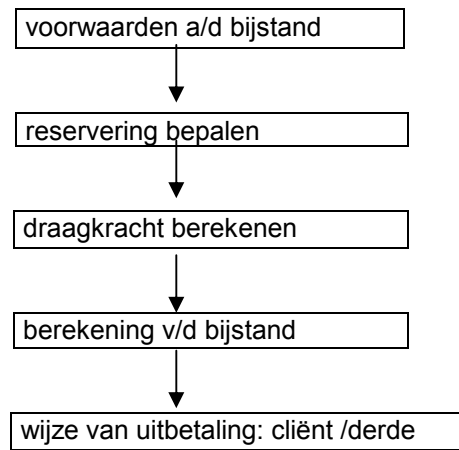 voorwaarden a/d bijstand
reservering bepalen
draagkracht berekenen
berekening v/d bijstand
wijze van uitbetaling: cliënt /derde